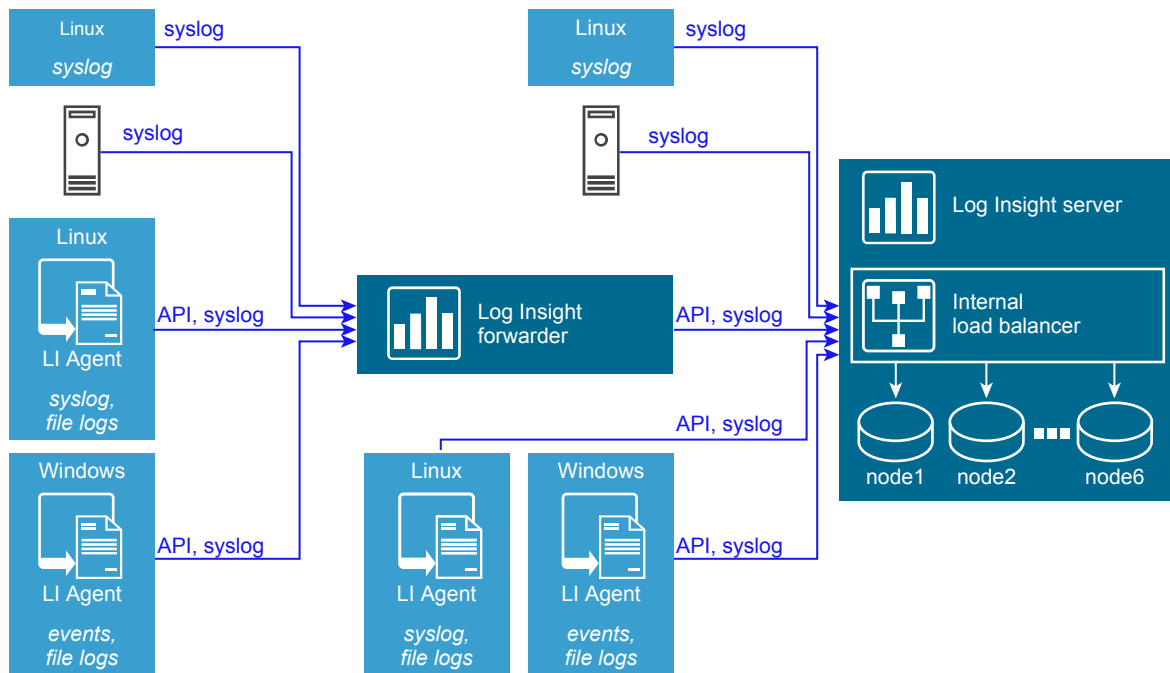 Linux
syslog
syslog
syslog
Linux
LI Agent
syslog,
file logs
API, syslog
Windows
LI Agent
events,
file logs
API, syslog
Log Insight
forwarder
API, syslog
Linux
syslog
syslog
syslog
Linux
LI Agent
syslog,
file logs
API, syslog
Windows
LI Agent
events,
file logs
API, syslog
Log Insight server
Internal
load balancer
node1
node2
node6